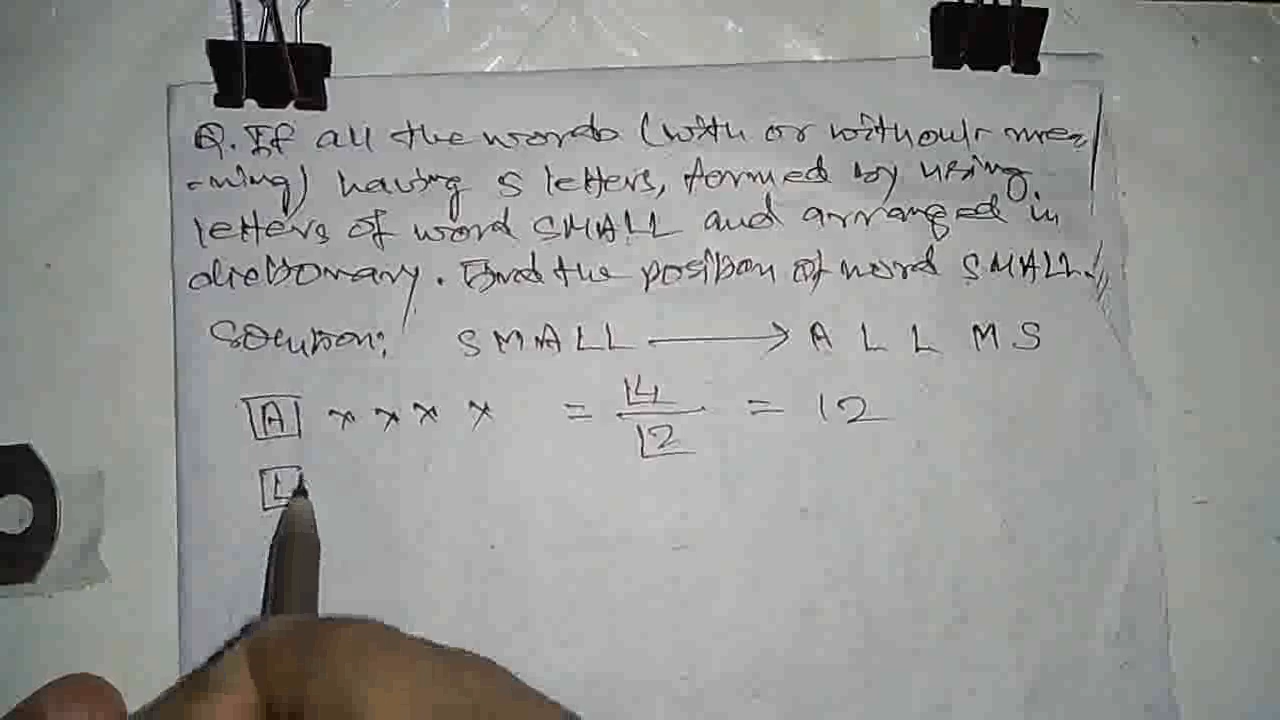 Q. If all the words (with or without mea-
-ning) having 5 letters, formed by using
letters of word SMALL and arranged in
dictionary. Find the position of word SMALL.
Solution: SMALL → A L L M S
A × × × × = ⌊4 / ⌊2 = 12
L